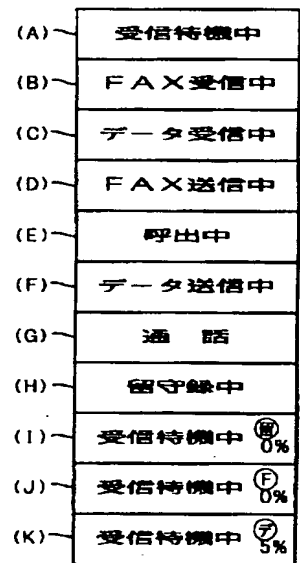 (A) 受信待機中
(B) FAX受信中
(C) データ受信中
(D) FAX送信中
(E) 呼出中
(F) データ送信中
(G) 通 話
(H) 留守録中
(I) 受信待機中 留 0%
(J) 受信待機中 Ⓕ 0%
(K) 受信待機中 デ 5%